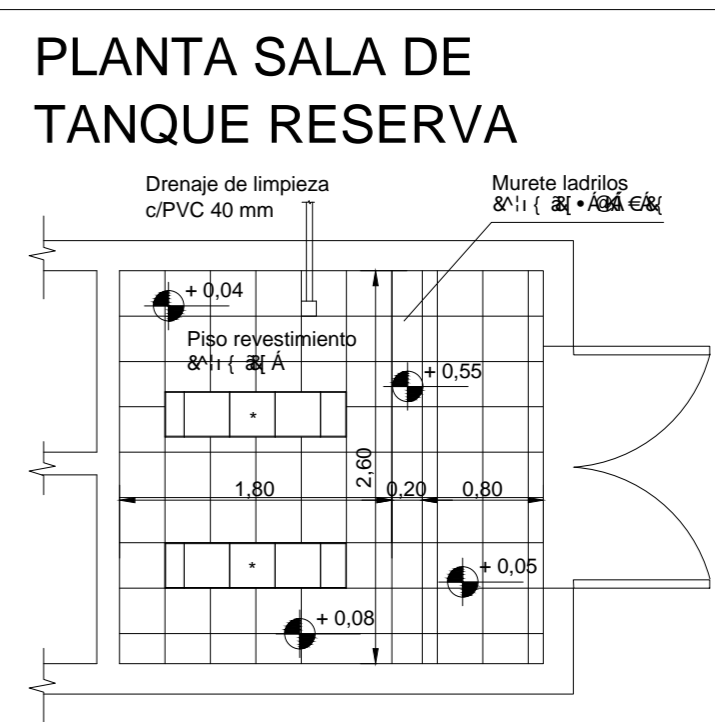 PLANTA SALA DE
TANQUE RESERVA
Drenaje de limpieza
c/PVC 40 mm
Murete ladrilos
+ 0,04
Piso revestimiento
+ 0,55
*
2,60
1,80
0,20
0,80
*
+ 0,05
+ 0,08